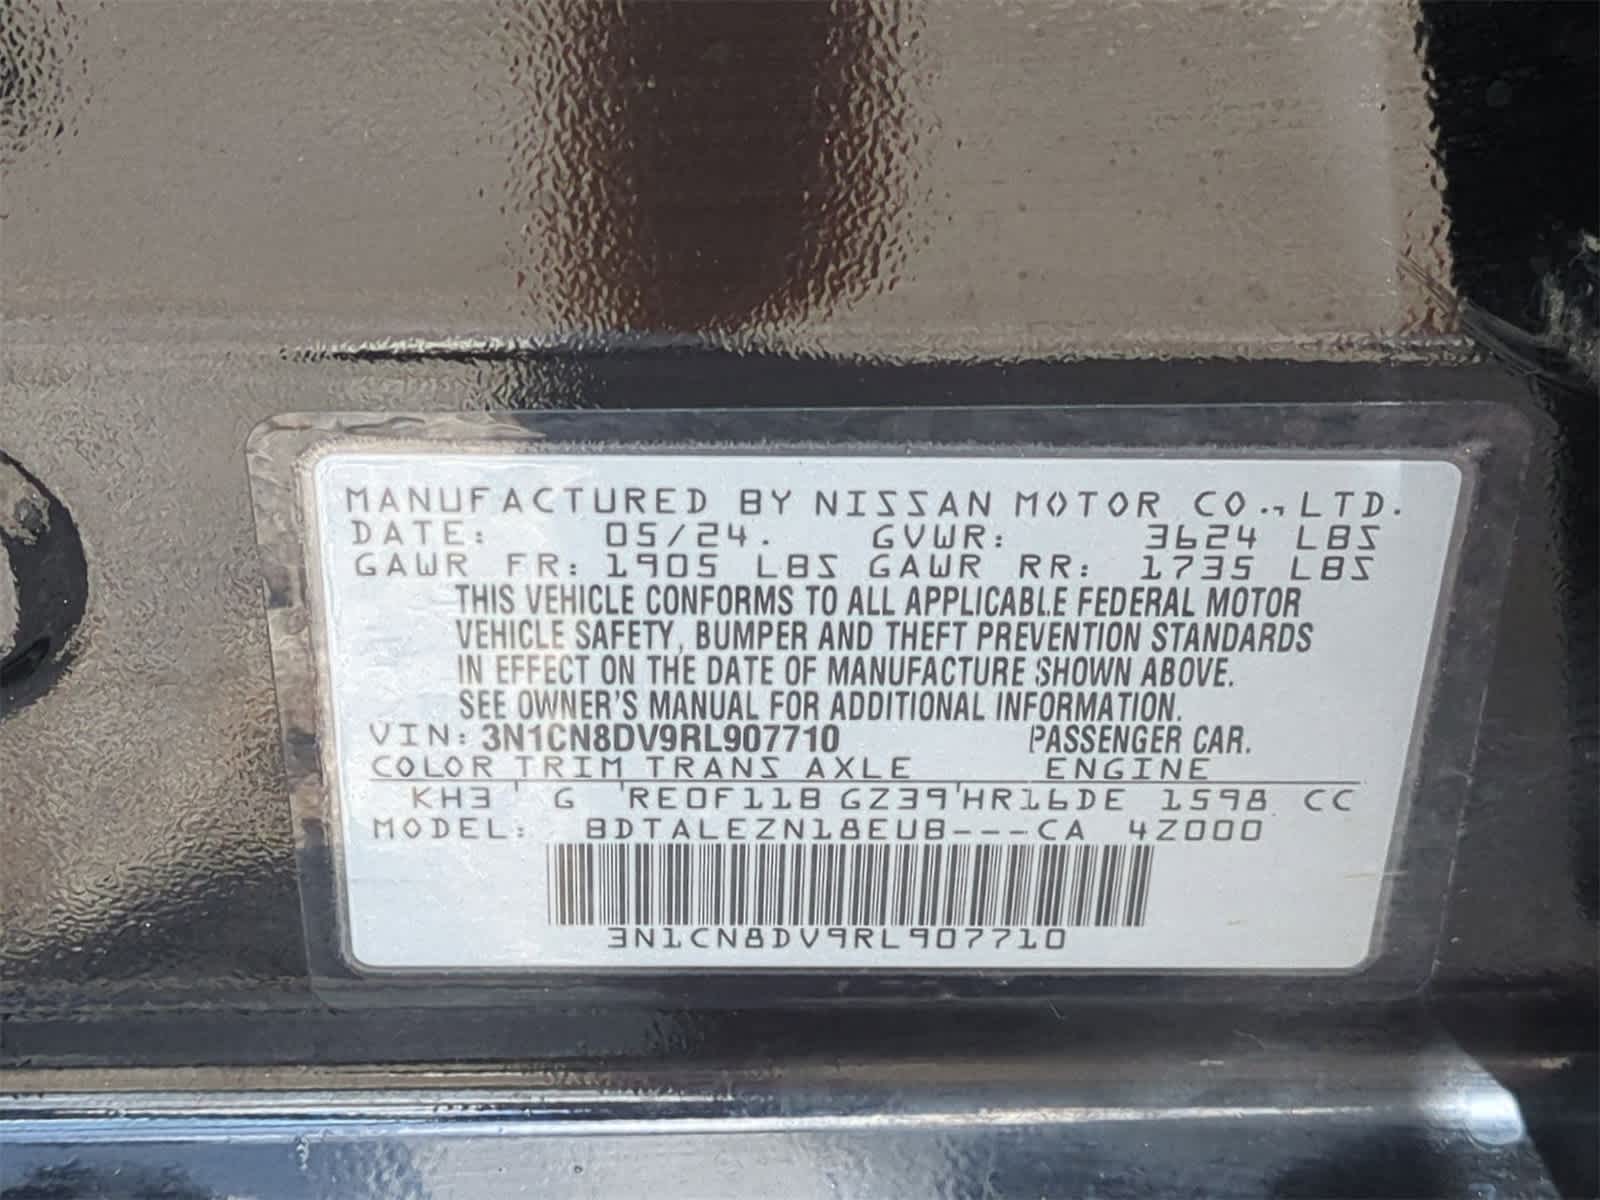 MANUFACTURED BY NISSAN MOTOR CO., LTD.
DATE: 05/24. GVWR: 3624 LBS
GAWR FR: 1905 LBS GAWR RR: 1735 LBS
THIS VEHICLE CONFORMS TO ALL APPLICABLE FEDERAL MOTOR
VEHICLE SAFETY, BUMPER AND THEFT PREVENTION STANDARDS
IN EFFECT ON THE DATE OF MANUFACTURE SHOWN ABOVE.
SEE OWNER'S MANUAL FOR ADDITIONAL INFORMATION.
VIN: 3N1CN8DV9RL907710 PASSENGER CAR.
COLOR TRIM TRANS AXLE ENGINE
KH3 ' G 'RE0F11B GZ39'HR16DE 1598 CC
MODEL: BDTALEZN18EUB---CA 4Z000
3N1CN8DV9RL907710